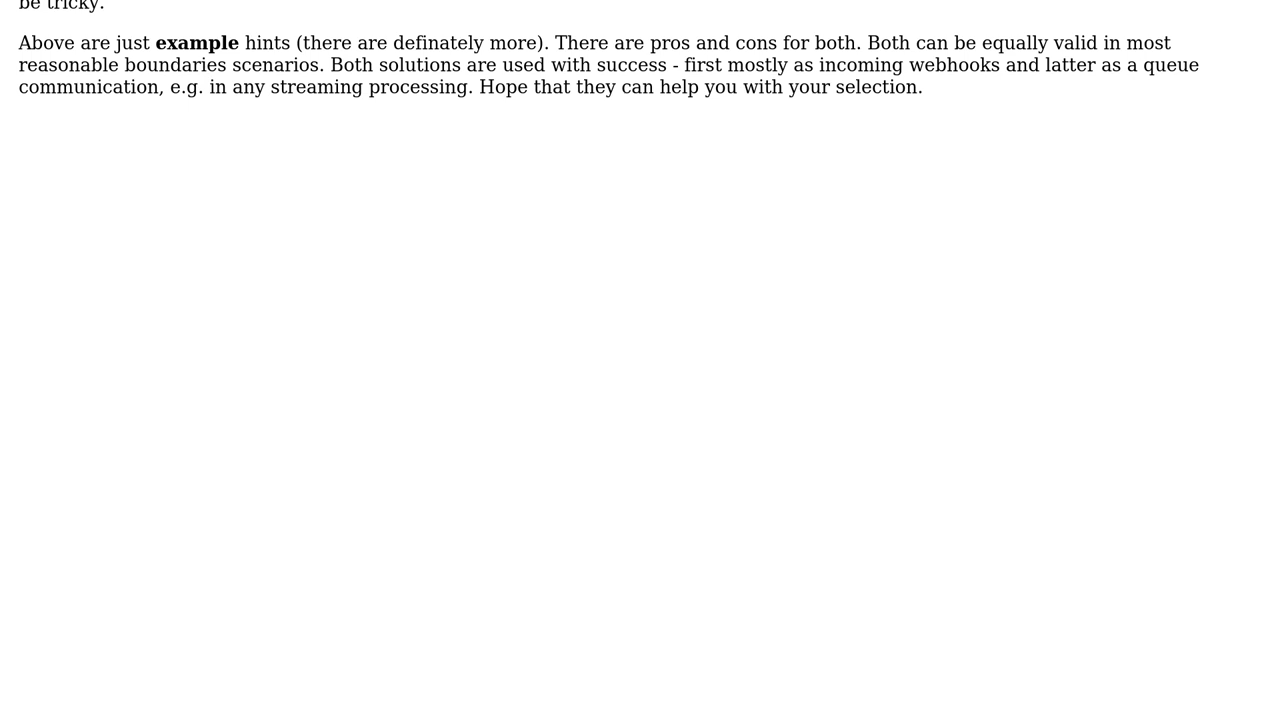 be tricky.
Above are just example hints (there are definately more). There are pros and cons for both. Both can be equally valid in most
reasonable boundaries scenarios. Both solutions are used with success - first mostly as incoming webhooks and latter as a queue
communication, e.g. in any streaming processing. Hope that they can help you with your selection.